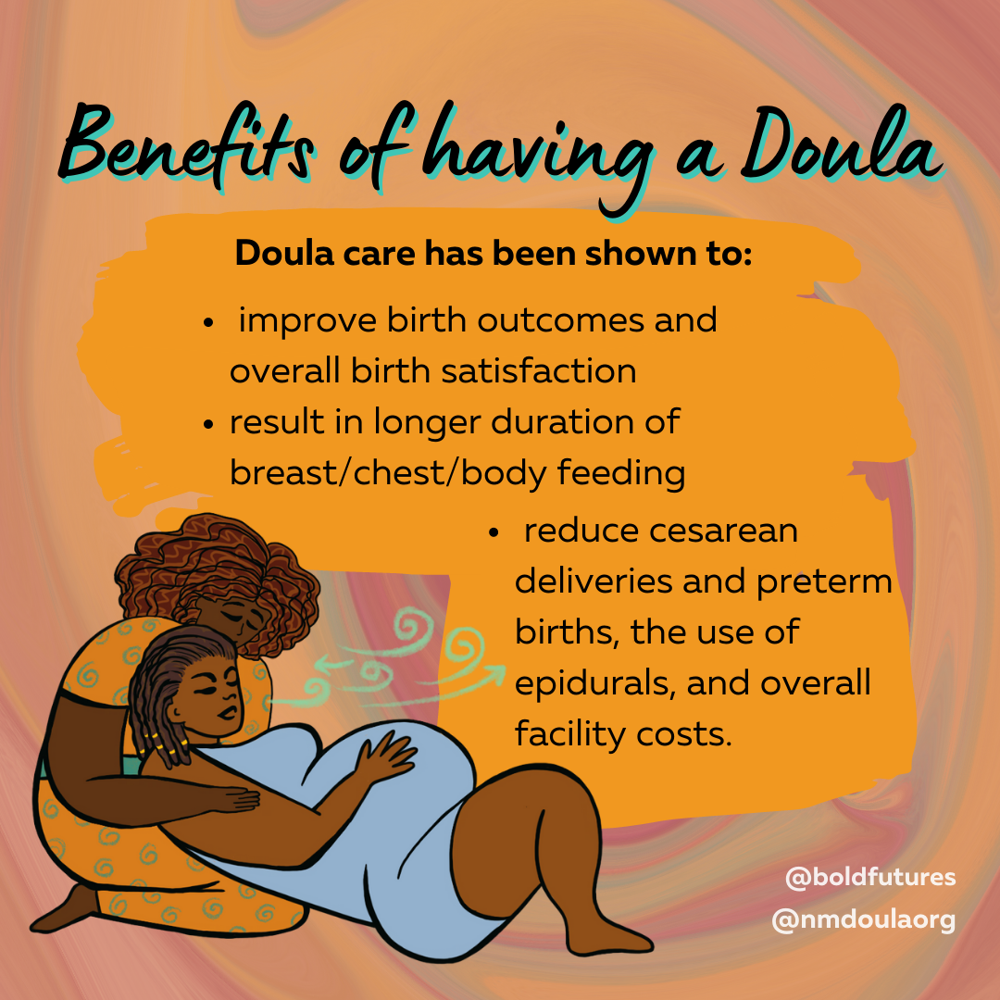 Benefits of having a Doula
Doula care has been shown to:
• improve birth outcomes and
overall birth satisfaction
• result in longer duration of
breast/chest/body feeding
• reduce cesarean
deliveries and preterm
births, the use of
epidurals, and overall
facility costs.
@boldfutures
@nmdoulaorg